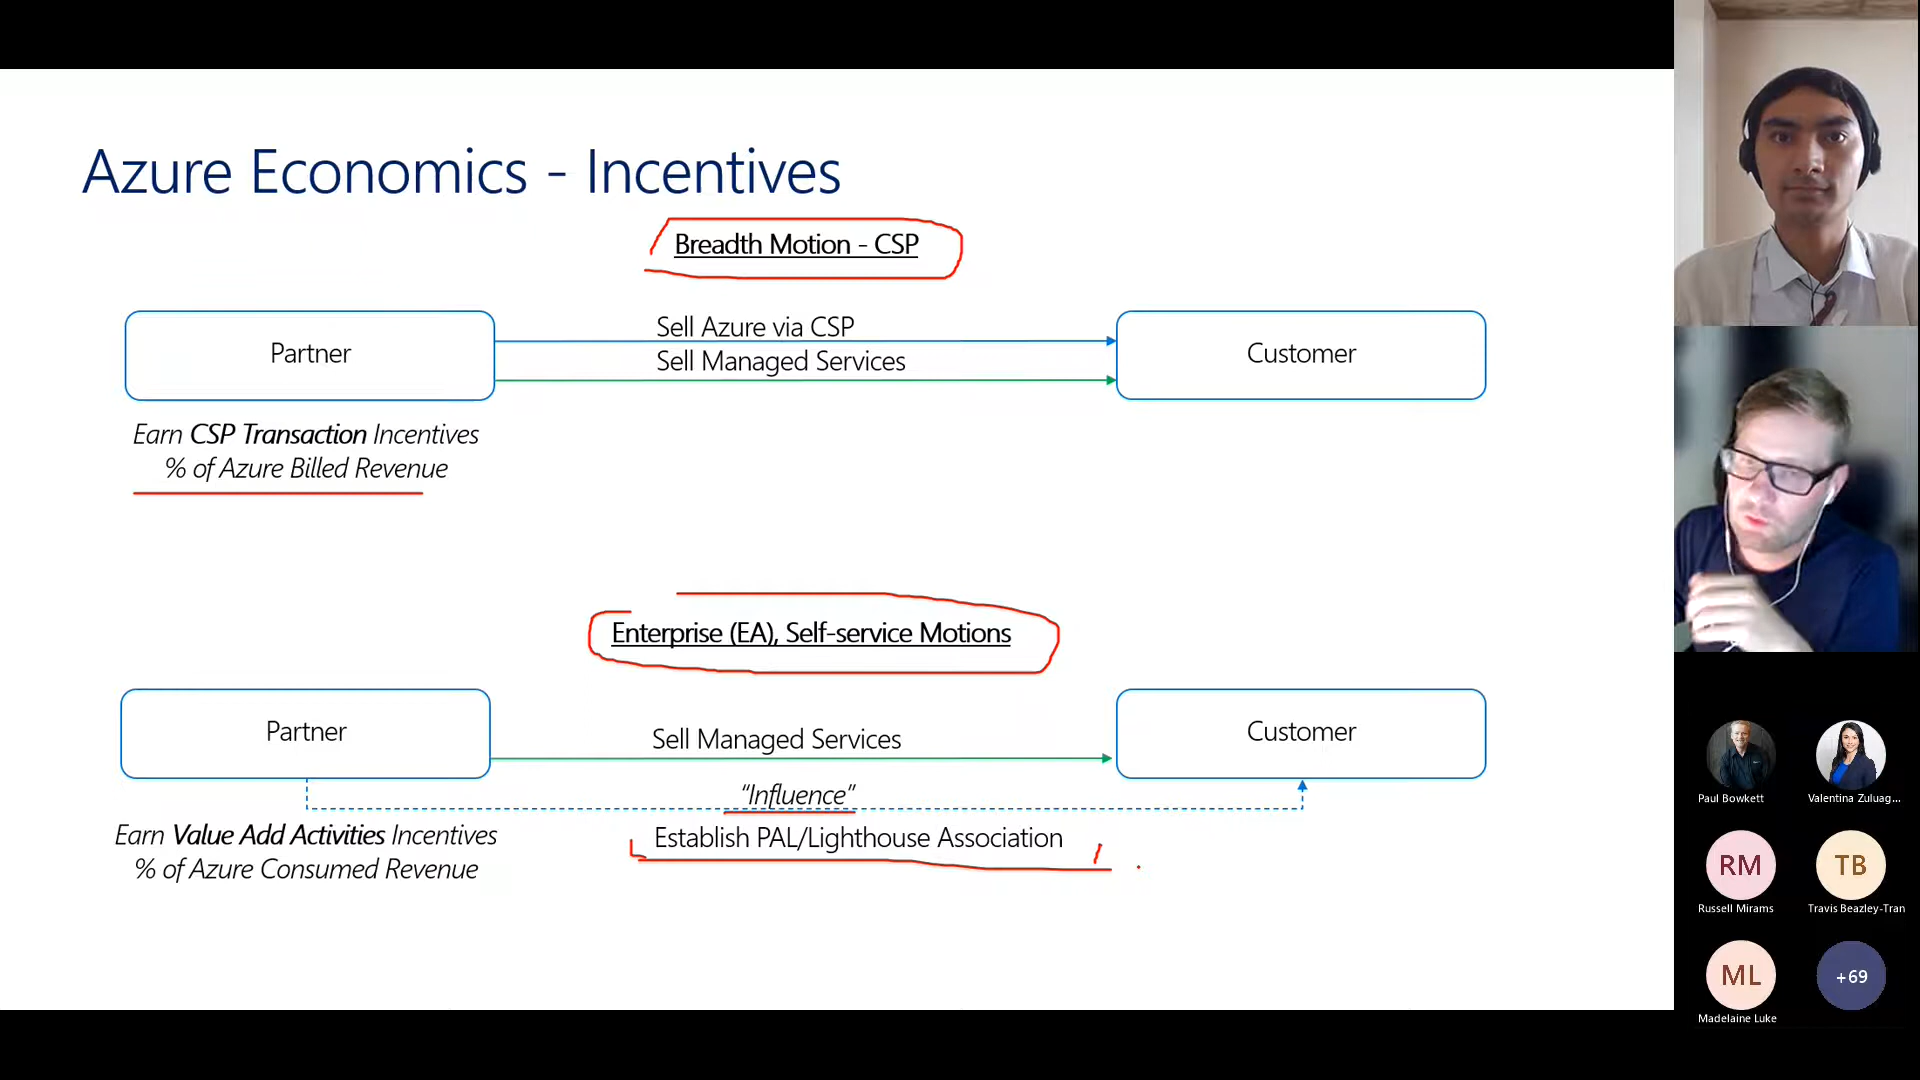 Azure Economics - Incentives
Breadth Motion - CSP
Partner
Sell Azure via CSP
Sell Managed Services
Customer
Earn CSP Transaction Incentives
% of Azure Billed Revenue
Enterprise (EA), Self-service Motions
Partner
Sell Managed Services
Customer
“Influence”
Establish PAL/Lighthouse Association
Earn Value Add Activities Incentives
% of Azure Consumed Revenue
Paul Bowkett
Valentina Zuluag...
RM
TB
Russell Mirams
Travis Beazley-Tran
ML
+69
Madelaine Luke